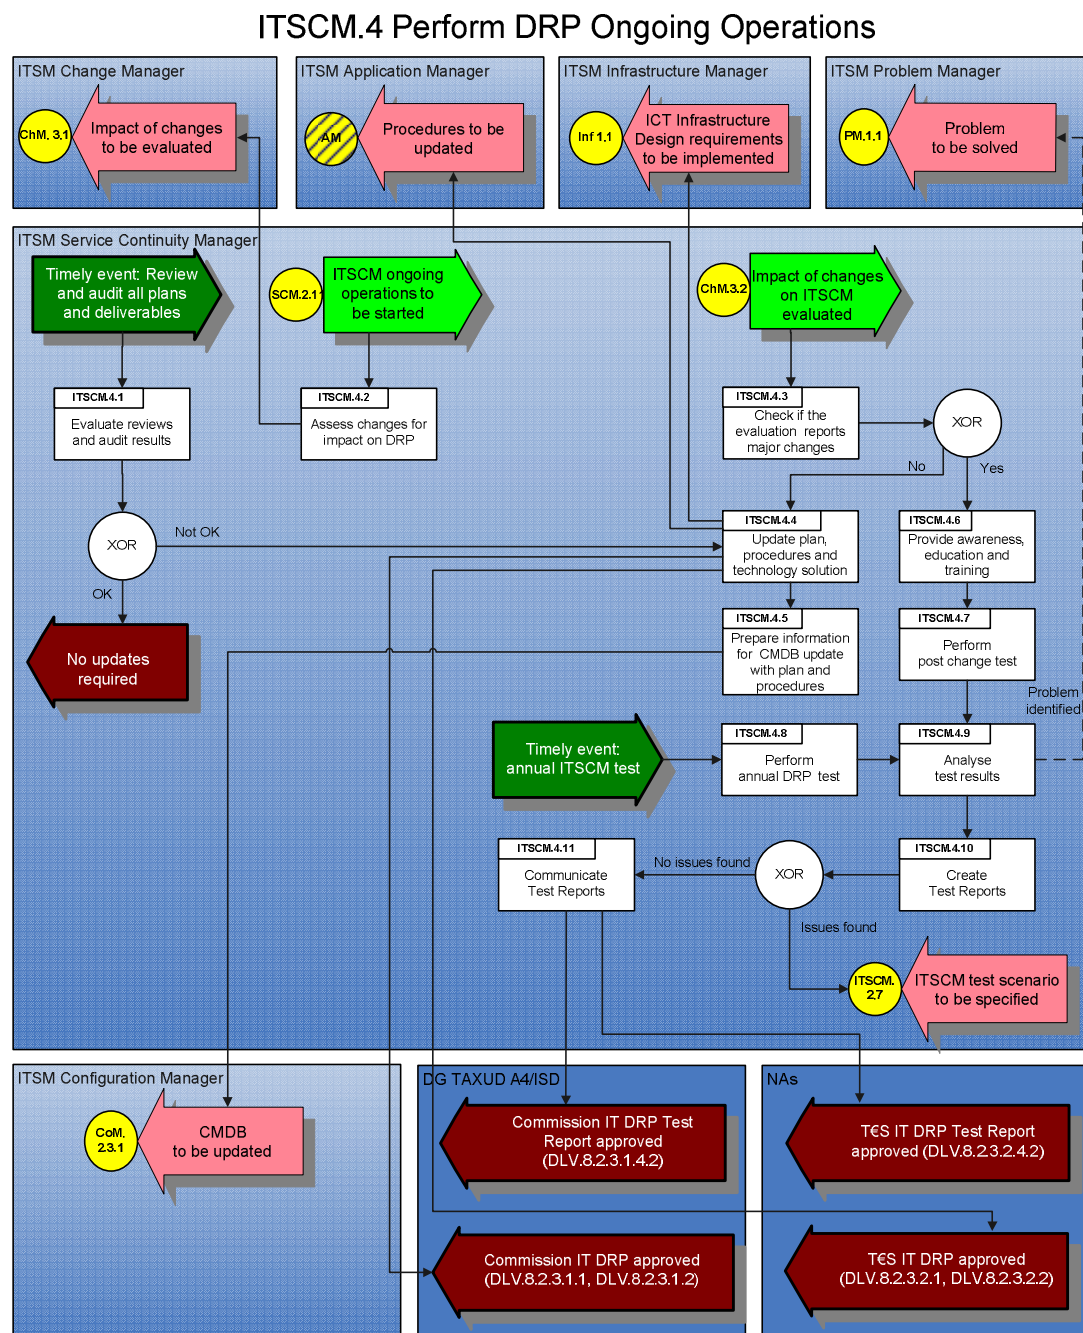 ITSCM.4 Perform DRP Ongoing Operations
ITSM Change Manager
ChM. 3.1
Impact of changes
to be evaluated
ITSM Application Manager
AM
Procedures to be
updated
ITSM Infrastructure Manager
Inf 1.1
ICT Infrastructure
Design requirements
to be implemented
ITSM Problem Manager
PM.1.1
Problem
to be solved
ITSM Service Continuity Manager
Timely event: Review
and audit all plans
and deliverables
SCM.2.1
ITSCM ongoing
operations to
be started
ChM.3.2
Impact of changes
on ITSCM
evaluated
ITSCM.4.1
Evaluate reviews
and audit results
ITSCM.4.2
Assess changes for
impact on DRP
ITSCM.4.3
Check if the
evaluation reports
major changes
XOR
No
Yes
XOR
Not OK
OK
ITSCM.4.4
Update plan,
procedures and
technology solution
ITSCM.4.6
Provide awareness,
education and
training
No updates
required
ITSCM.4.5
Prepare information
for CMDB update
with plan and
procedures
ITSCM.4.7
Perform
post change test
Problem
identified
Timely event:
annual ITSCM test
ITSCM.4.8
Perform
annual DRP test
ITSCM.4.9
Analyse
test results
ITSCM.4.11
Communicate
Test Reports
No issues found
XOR
ITSCM.4.10
Create
Test Reports
Issues found
ITSCM.
2.7
ITSCM test scenario
to be specified
ITSM Configuration Manager
CoM.
2.3.1
CMDB
to be updated
DG TAXUD A4/ISD
Commission IT DRP Test
Report approved
(DLV.8.2.3.1.4.2)
Commission IT DRP approved
(DLV.8.2.3.1.1, DLV.8.2.3.1.2)
NAs
T€S IT DRP Test Report
approved (DLV.8.2.3.2.4.2)
T€S IT DRP approved
(DLV.8.2.3.2.1, DLV.8.2.3.2.2)